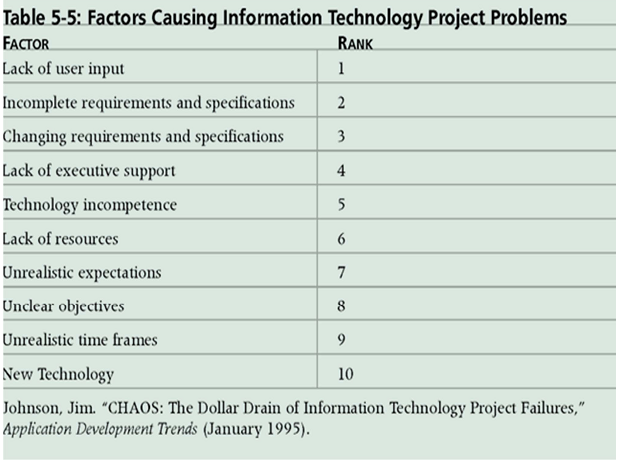 Table 5-5: Factors Causing Information Technology Project Problems
FACTOR RANK
Lack of user input 1
Incomplete requirements and specifications 2
Changing requirements and specifications 3
Lack of executive support 4
Technology incompetence 5
Lack of resources 6
Unrealistic expectations 7
Unclear objectives 8
Unrealistic time frames 9
New Technology 10
Johnson, Jim. “CHAOS: The Dollar Drain of Information Technology Project Failures,”
Application Development Trends (January 1995).